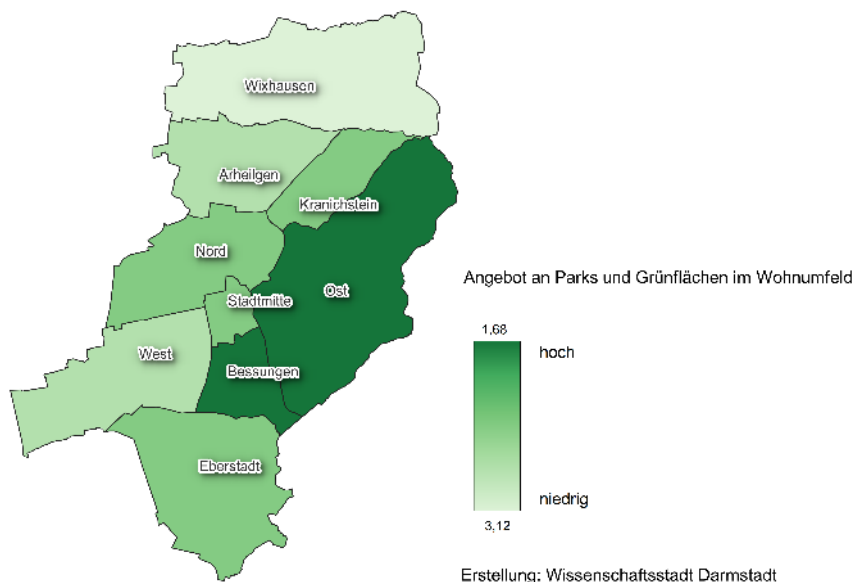 Wixhausen
Arheilgen
Kranichstein
Nord
Stadtmitte
Ost
West
Bessungen
Eberstadt
Angebot an Parks und Grünflächen im Wohnumfeld
1,68
hoch
niedrig
3,12
Erstellung: Wissenschaftsstadt Darmstadt